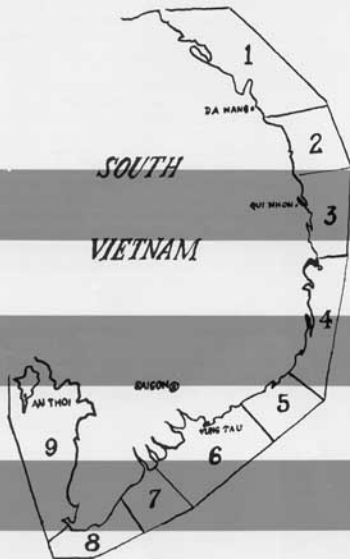 1
DA NANG
2
SOUTH
QUI NHON
3
VIETNAM
4
SAIGON
AN THOI
5
VUNG TAU
9
6
7
8